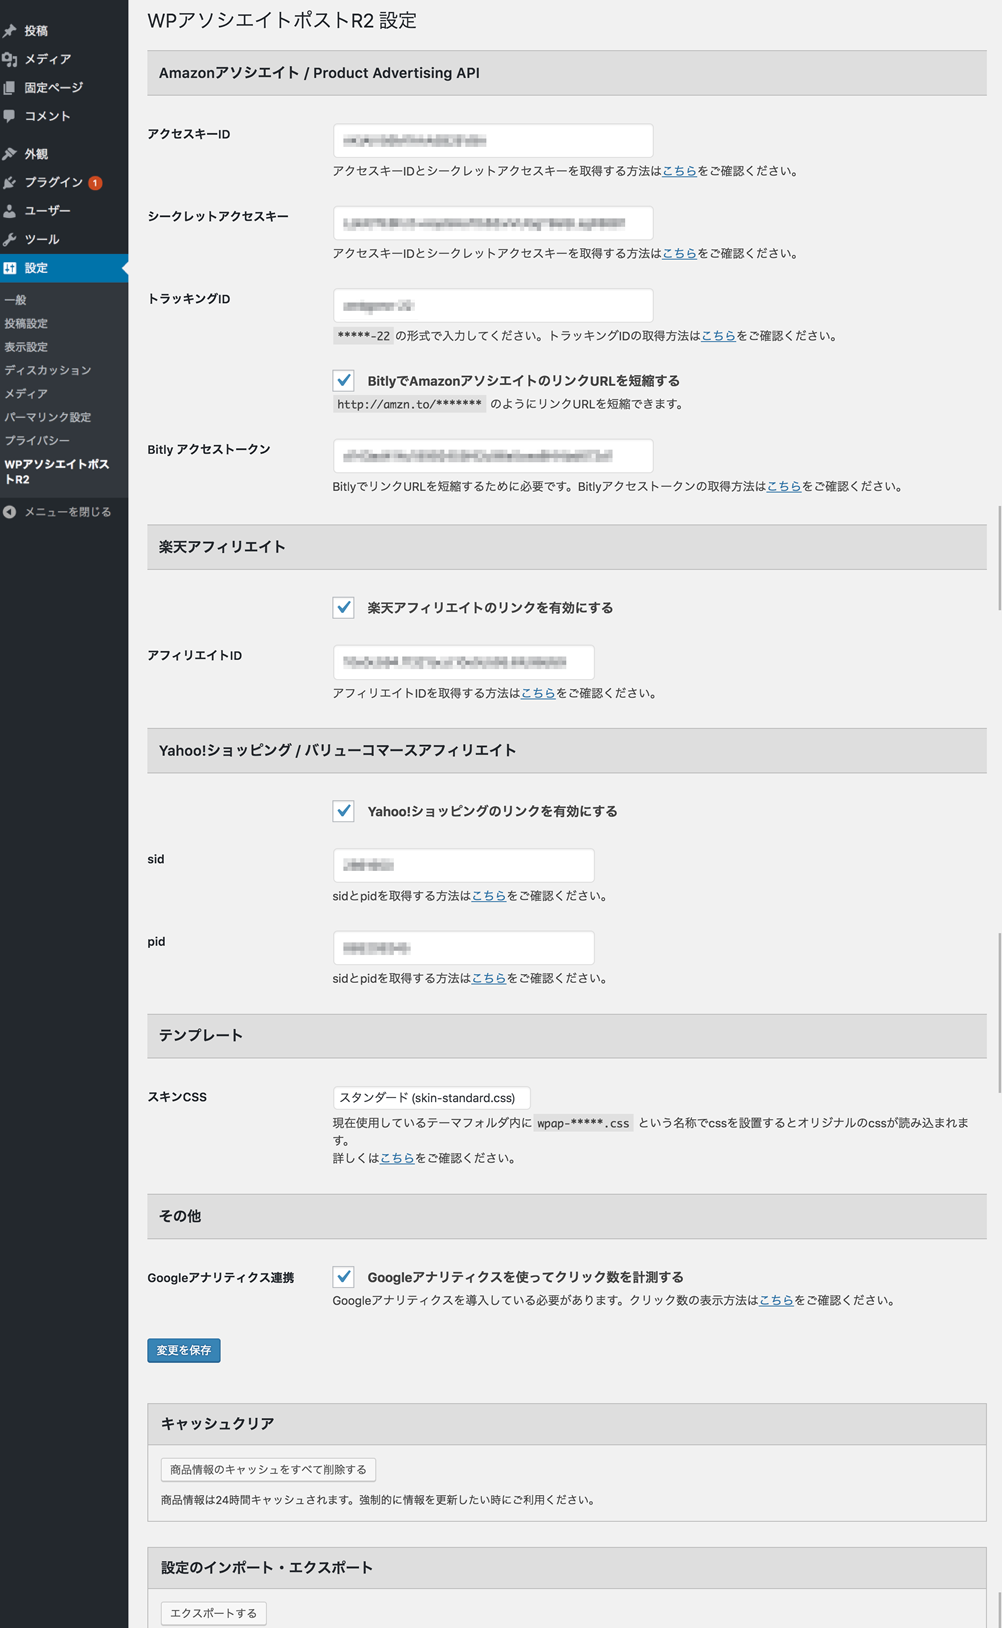 WPアソシエイトポストR2 設定
投稿
メディア
固定ページ
コメント
外観
プラグイン 1
ユーザー
ツール
設定
一般
投稿設定
表示設定
ディスカッション
メディア
パーマリンク設定
プライバシー
WPアソシエイトポス
トR2
メニューを閉じる
Amazonアソシエイト / Product Advertising API
アクセスキーID
アクセスキーIDとシークレットアクセスキーを取得する方法はこちらをご確認ください。
シークレットアクセスキー
アクセスキーIDとシークレットアクセスキーを取得する方法はこちらをご確認ください。
トラッキングID
*****-22 の形式で入力してください。トラッキングIDの取得方法はこちらをご確認ください。
BitlyでAmazonアソシエイトのリンクURLを短縮する
http://amzn.to/******* のようにリンクURLを短縮できます。
Bitly アクセストークン
BitlyでリンクURLを短縮するために必要です。Bitlyアクセストークンの取得方法はこちらをご確認ください。
楽天アフィリエイト
楽天アフィリエイトのリンクを有効にする
アフィリエイトID
アフィリエイトIDを取得する方法はこちらをご確認ください。
Yahoo!ショッピング / バリューコマースアフィリエイト
Yahoo!ショッピングのリンクを有効にする
sid
sidとpidを取得する方法はこちらをご確認ください。
pid
sidとpidを取得する方法はこちらをご確認ください。
テンプレート
スキンCSS
スタンダード (skin-standard.css)
現在使用しているテーマフォルダ内に wpap-*****.css という名称でcssを設置するとオリジナルのcssが読み込まれま
す。
詳しくはこちらをご確認ください。
その他
Googleアナリティクス連携
Googleアナリティクスを使ってクリック数を計測する
Googleアナリティクスを導入している必要があります。クリック数の表示方法はこちらをご確認ください。
変更を保存
キャッシュクリア
商品情報のキャッシュをすべて削除する
商品情報は24時間キャッシュされます。強制的に情報を更新したい時にご利用ください。
設定のインポート・エクスポート
エクスポートする